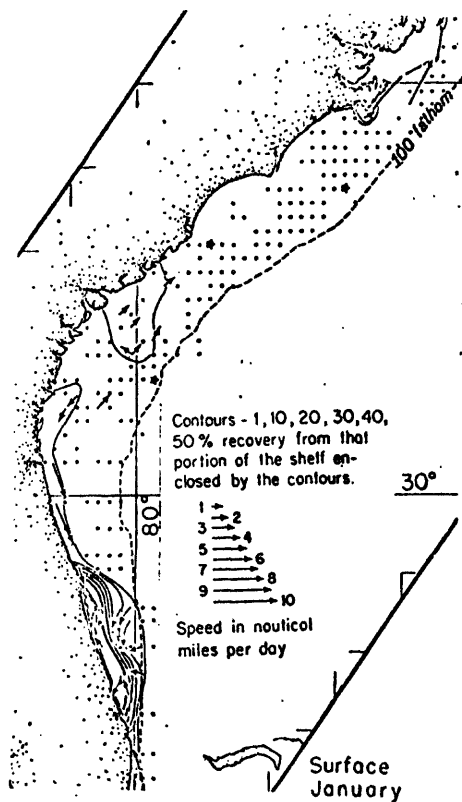 100 fathom
Contours - 1, 10, 20, 30, 40,
50% recovery from that
portion of the shelf en-
closed by the contours.
80°
30°
1
2
3
4
5
6
7
8
9
10
Speed in nautical
miles per day
Surface
January